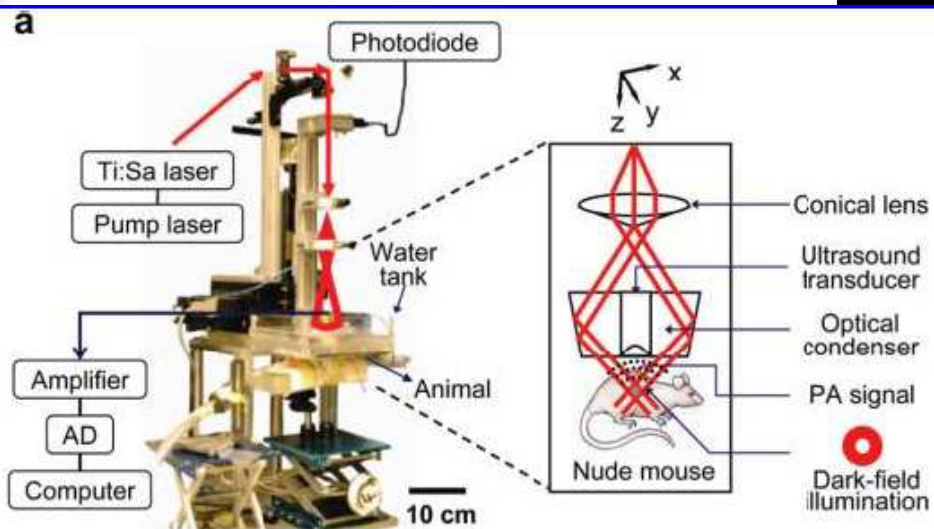 a
Photodiode
Ti:Sa laser
Pump laser
Water
tank
Amplifier
AD
Computer
Animal
10 cm
x
y
z
Conical lens
Ultrasound
transducer
Optical
condenser
PA signal
Nude mouse
Dark-field
illumination